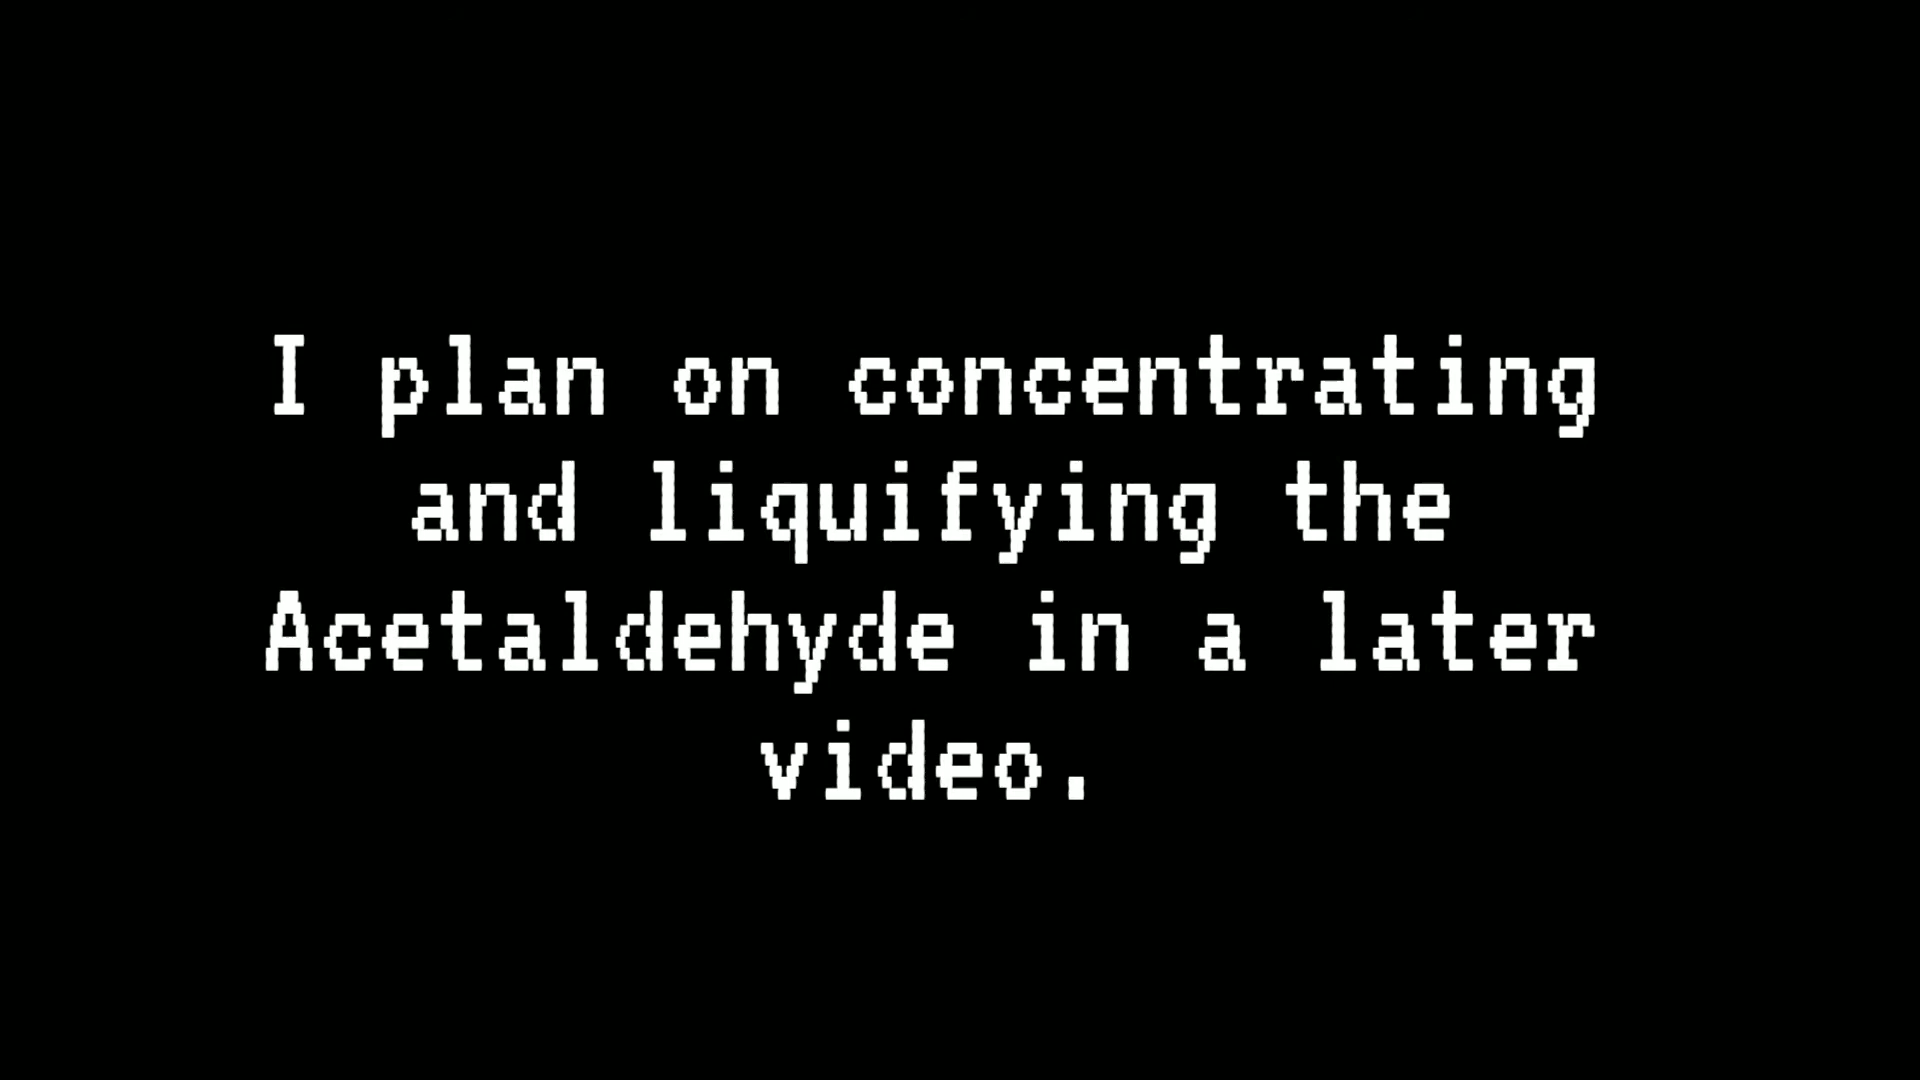 I plan on concentrating
and liquifying the
Acetaldehyde in a later
video.